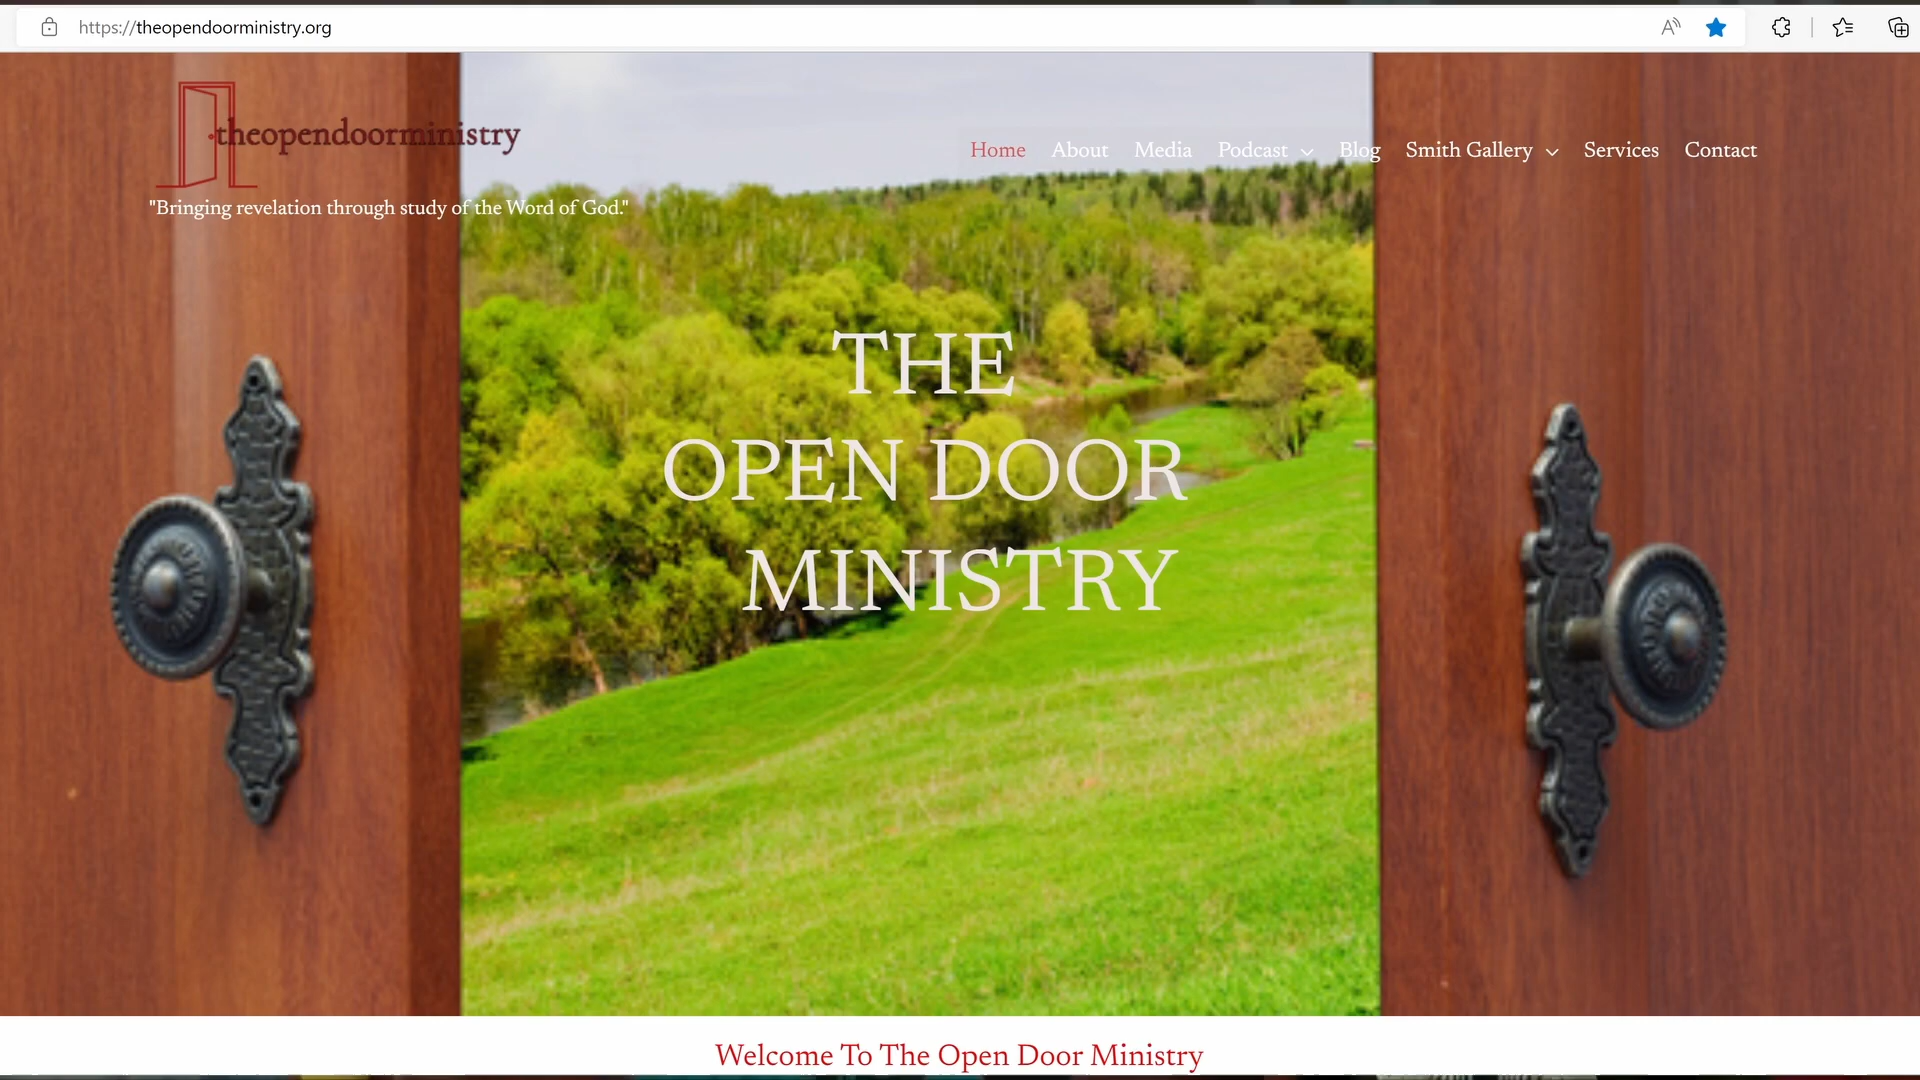 https://theopendoorministry.org
theopendoorministry
"Bringing revelation through study of the Word of God."
Home About Media Podcast Blog Smith Gallery Services Contact
THE
OPEN DOOR
MINISTRY
Welcome To The Open Door Ministry